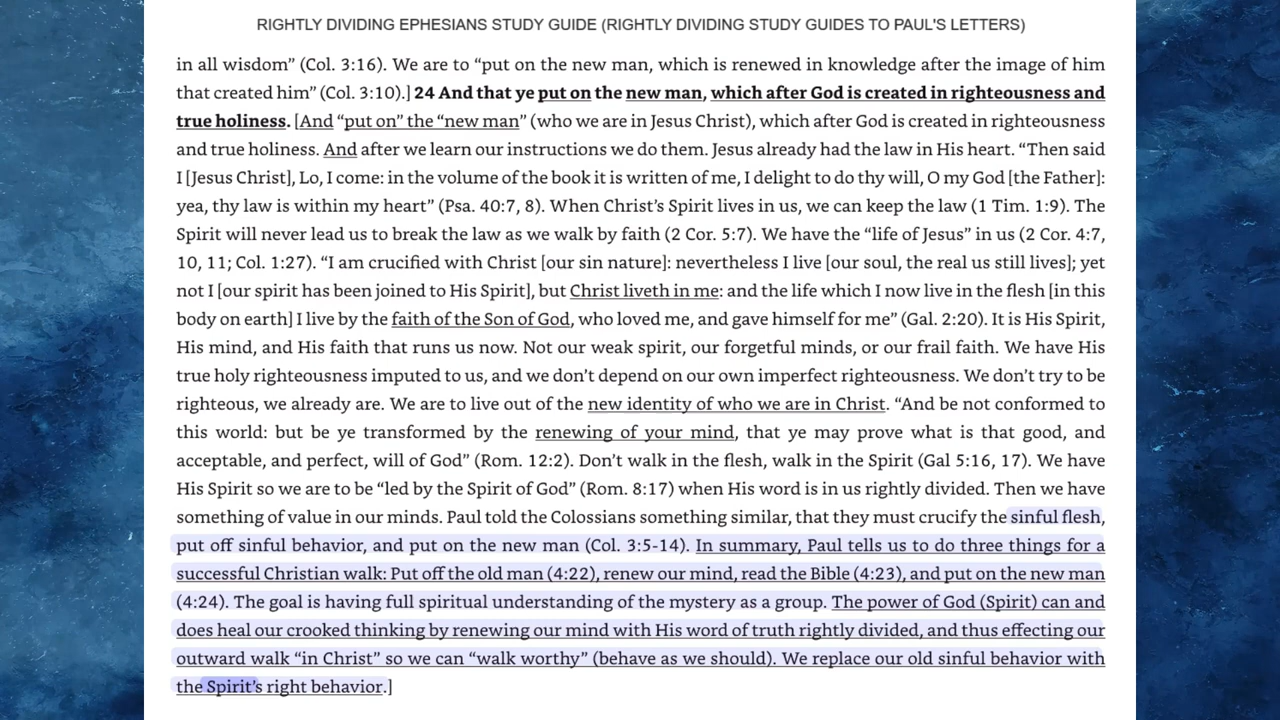 RIGHTLY DIVIDING EPHESIANS STUDY GUIDE (RIGHTLY DIVIDING STUDY GUIDES TO PAUL'S LETTERS)
in all wisdom” (Col. 3:16). We are to “put on the new man, which is renewed in knowledge after the image of him
that created him” (Col. 3:10).] 24 And that ye put on the new man, which after God is created in righteousness and
true holiness. [And “put on” the “new man” (who we are in Jesus Christ), which after God is created in righteousness
and true holiness. And after we learn our instructions we do them. Jesus already had the law in His heart. “Then said
I [Jesus Christ], Lo, I come: in the volume of the book it is written of me, I delight to do thy will, O my God [the Father]:
yea, thy law is within my heart” (Psa. 40:7, 8). When Christ’s Spirit lives in us, we can keep the law (1 Tim. 1:9). The
Spirit will never lead us to break the law as we walk by faith (2 Cor. 5:7). We have the “life of Jesus” in us (2 Cor. 4:7,
10, 11; Col. 1:27). “I am crucified with Christ [our sin nature]: nevertheless I live [our soul, the real us still lives]; yet
not I [our spirit has been joined to His Spirit], but Christ liveth in me: and the life which I now live in the flesh [in this
body on earth] I live by the faith of the Son of God, who loved me, and gave himself for me” (Gal. 2:20). It is His Spirit,
His mind, and His faith that runs us now. Not our weak spirit, our forgetful minds, or our frail faith. We have His
true holy righteousness imputed to us, and we don’t depend on our own imperfect righteousness. We don’t try to be
righteous, we already are. We are to live out of the new identity of who we are in Christ. “And be not conformed to
this world: but be ye transformed by the renewing of your mind, that ye may prove what is that good, and
acceptable, and perfect, will of God” (Rom. 12:2). Don’t walk in the flesh, walk in the Spirit (Gal 5:16, 17). We have
His Spirit so we are to be “led by the Spirit of God” (Rom. 8:17) when His word is in us rightly divided. Then we have
something of value in our minds. Paul told the Colossians something similar, that they must crucify the sinful flesh,
put off sinful behavior, and put on the new man (Col. 3:5-14). In summary, Paul tells us to do three things for a
successful Christian walk: Put off the old man (4:22), renew our mind, read the Bible (4:23), and put on the new man
(4:24). The goal is having full spiritual understanding of the mystery as a group. The power of God (Spirit) can and
does heal our crooked thinking by renewing our mind with His word of truth rightly divided, and thus effecting our
outward walk “in Christ” so we can “walk worthy” (behave as we should). We replace our old sinful behavior with
the Spirit’s right behavior.]